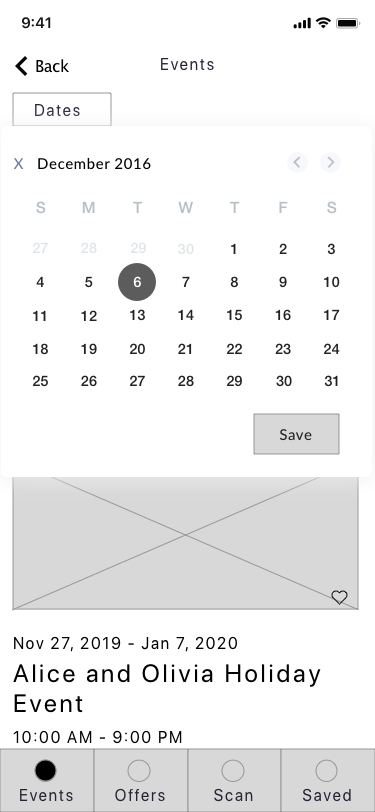 9:41
Back
Events
Dates
X December 2016
S M T W T F S
27 28 29 30 1 2 3
4 5 6 7 8 9 10
11 12 13 14 15 16 17
18 19 20 21 22 23 24
25 26 27 28 29 30 31
Save
Nov 27, 2019 - Jan 7, 2020
Alice and Olivia Holiday
Event
10:00 AM - 9:00 PM
Events Offers Scan Saved